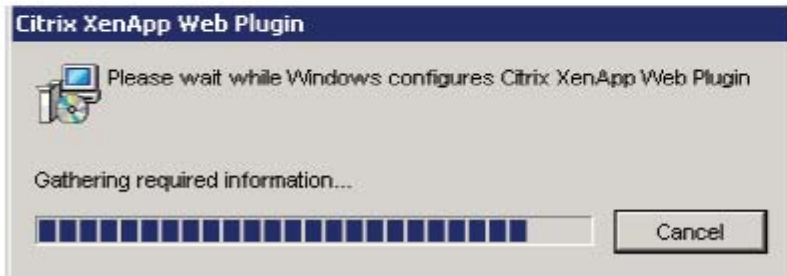 Citrix XenApp Web Plugin
Please wait while Windows configures Citrix XenApp Web Plugin
Gathering required information...
Cancel